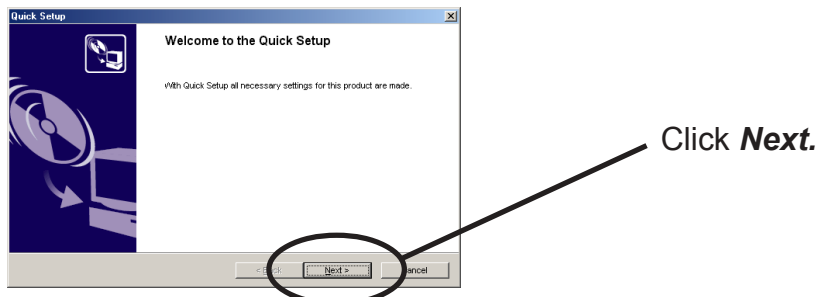 Quick Setup
Welcome to the Quick Setup
With Quick Setup all necessary settings for this product are made.
Click Next.
< Back Next > Cancel